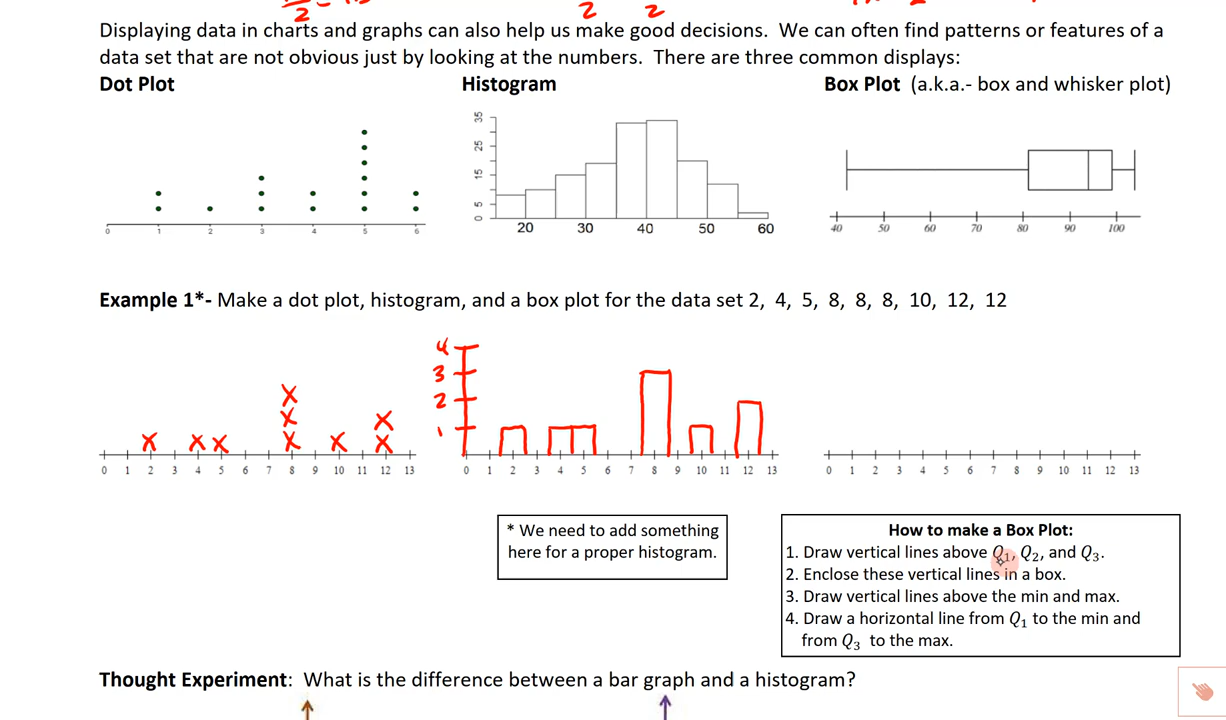 Displaying data in charts and graphs can also help us make good decisions. We can often find patterns or features of a
data set that are not obvious just by looking at the numbers. There are three common displays:
Dot Plot
Histogram
Box Plot (a.k.a.- box and whisker plot)
0 1 2 3 4 5 6
35
25
15
5
0
20 30 40 50 60
40 50 60 70 80 90 100
Example 1*- Make a dot plot, histogram, and a box plot for the data set 2, 4, 5, 8, 8, 8, 10, 12, 12
4
3
2
1
0 1 2 3 4 5 6 7 8 9 10 11 12 13
0 1 2 3 4 5 6 7 8 9 10 11 12 13
0 1 2 3 4 5 6 7 8 9 10 11 12 13
* We need to add something
here for a proper histogram.
How to make a Box Plot:
1. Draw vertical lines above Q₁, Q₂, and Q₃.
2. Enclose these vertical lines in a box.
3. Draw vertical lines above the min and max.
4. Draw a horizontal line from Q₁ to the min and
from Q₃ to the max.
Thought Experiment: What is the difference between a bar graph and a histogram?